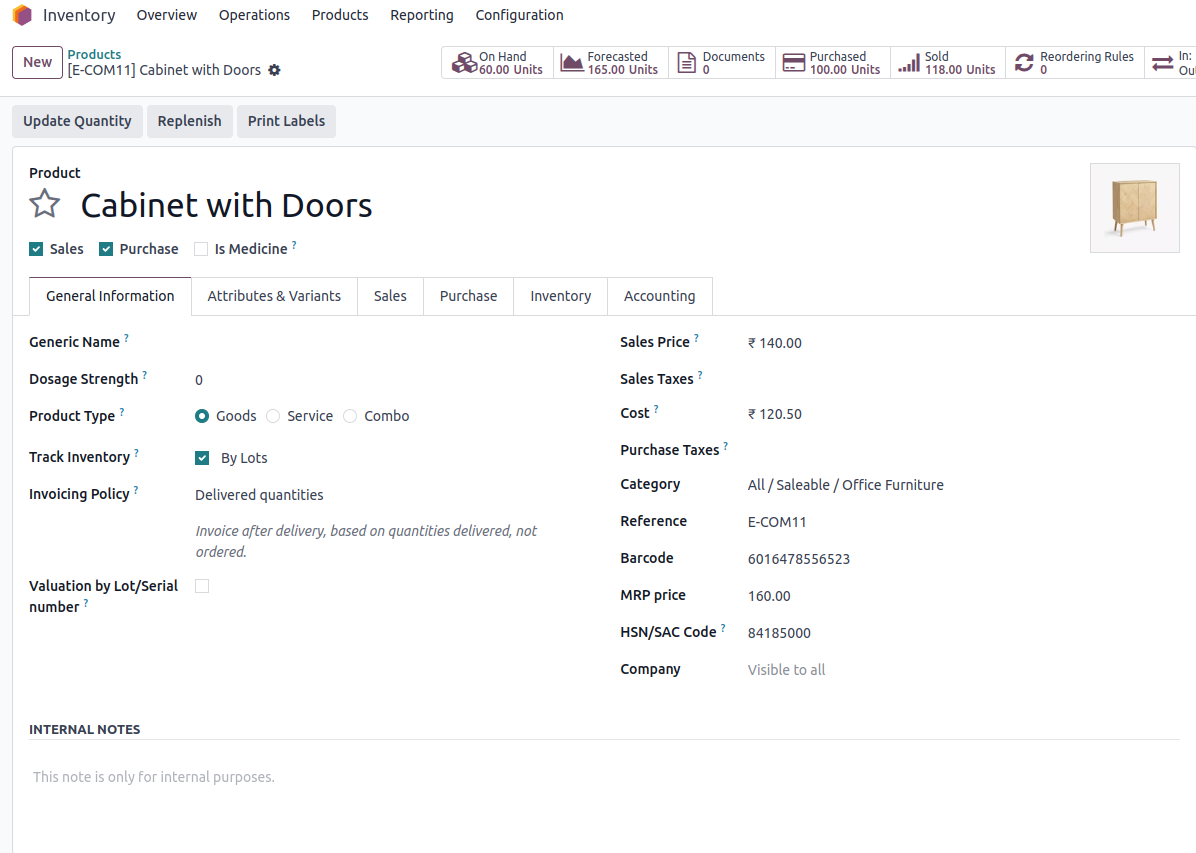 Inventory Overview Operations Products Reporting Configuration
New
Products
[E-COM11] Cabinet with Doors
On Hand
60.00 Units
Forecasted
165.00 Units
Documents
0
Purchased
100.00 Units
Sold
118.00 Units
Reordering Rules
0
In:
Update Quantity Replenish Print Labels
Product
Cabinet with Doors
Sales Purchase Is Medicine ?
General Information Attributes & Variants Sales Purchase Inventory Accounting
Generic Name ?
Dosage Strength ? 0
Product Type ? Goods Service Combo
Track Inventory ? By Lots
Invoicing Policy ? Delivered quantities
Invoice after delivery, based on quantities delivered, not
ordered.
Valuation by Lot/Serial
number ?
Sales Price ? ₹ 140.00
Sales Taxes ?
Cost ? ₹ 120.50
Purchase Taxes ?
Category All / Saleable / Office Furniture
Reference E-COM11
Barcode 6016478556523
MRP price 160.00
HSN/SAC Code ? 84185000
Company Visible to all
INTERNAL NOTES
This note is only for internal purposes.